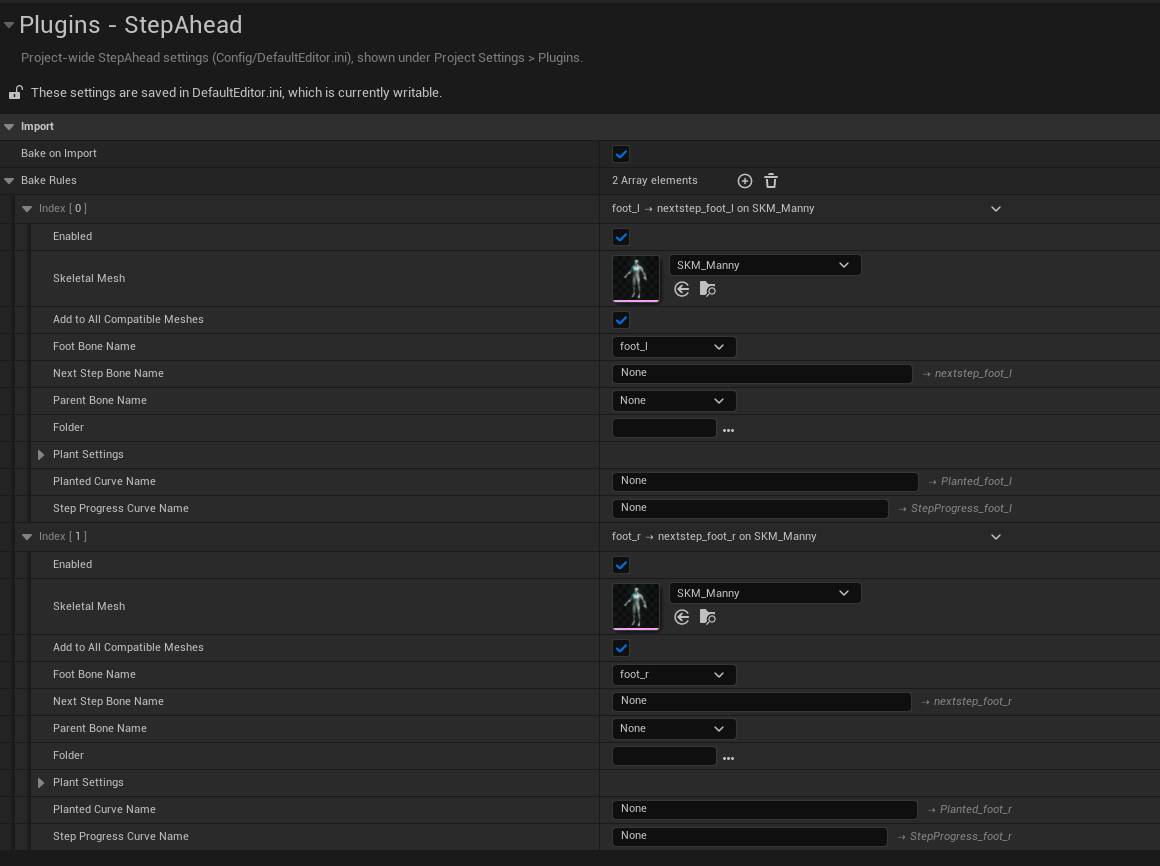 Plugins - StepAhead
Project-wide StepAhead settings (Config/DefaultEditor.ini), shown under Project Settings > Plugins.
These settings are saved in DefaultEditor.ini, which is currently writable.
Import
Bake on Import
Bake Rules 2 Array elements
Index [ 0 ] foot_l → nextstep_foot_l on SKM_Manny
Enabled
Skeletal Mesh SKM_Manny
Add to All Compatible Meshes
Foot Bone Name foot_l
Next Step Bone Name None → nextstep_foot_l
Parent Bone Name None
Folder ...
Plant Settings
Planted Curve Name None → Planted_foot_l
Step Progress Curve Name None → StepProgress_foot_l
Index [ 1 ] foot_r → nextstep_foot_r on SKM_Manny
Enabled
Skeletal Mesh SKM_Manny
Add to All Compatible Meshes
Foot Bone Name foot_r
Next Step Bone Name None → nextstep_foot_r
Parent Bone Name None
Folder ...
Plant Settings
Planted Curve Name None → Planted_foot_r
Step Progress Curve Name None → StepProgress_foot_r